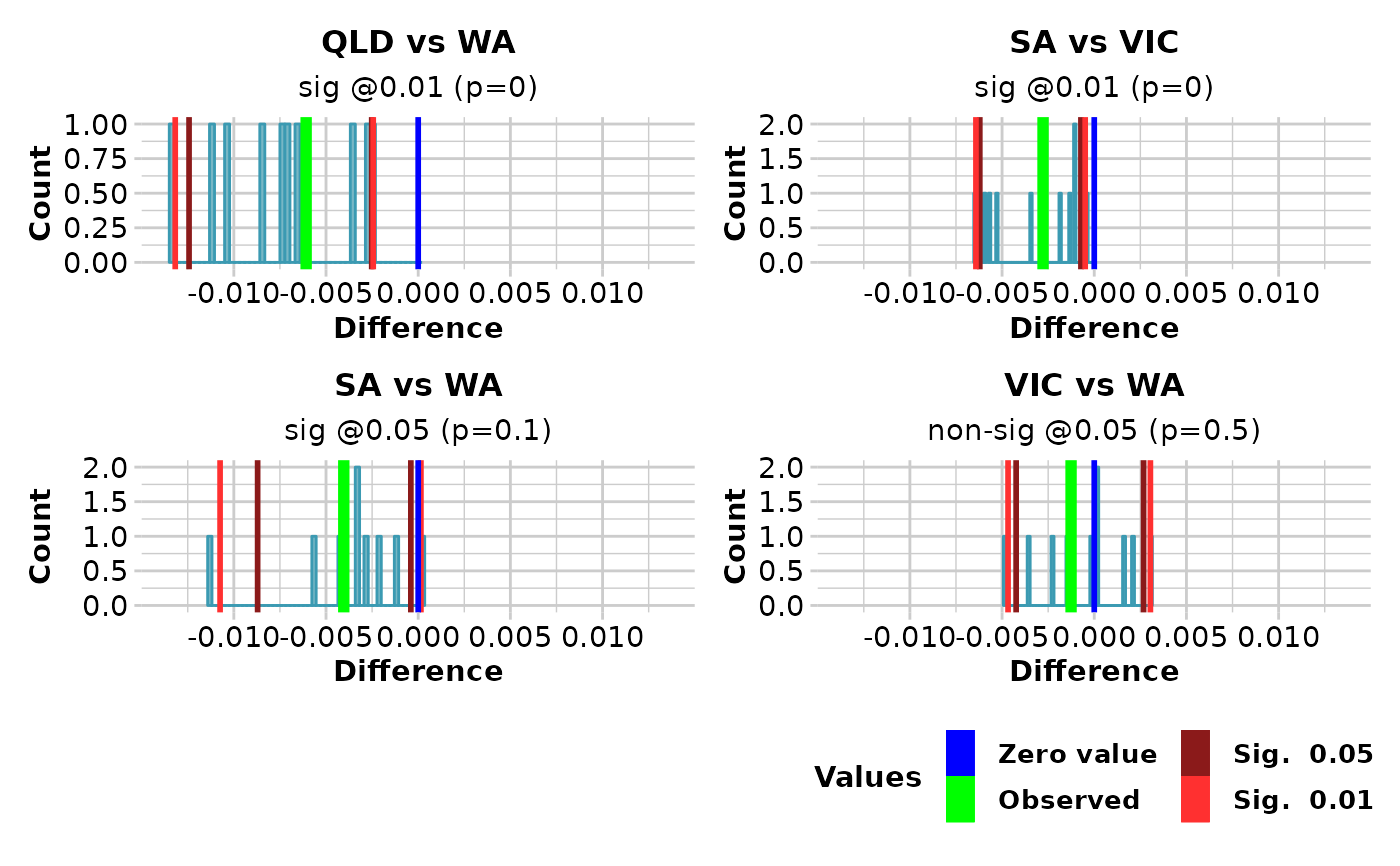 QLD vs WA
sig @0.01 (p=0)
Count
1.00
0.75
0.50
0.25
0.00
-0.010 -0.005 0.000 0.005 0.010
Difference
SA vs VIC
sig @0.01 (p=0)
Count
2.0
1.5
1.0
0.5
0.0
-0.010 -0.005 0.000 0.005 0.010
Difference
SA vs WA
sig @0.05 (p=0.1)
Count
2.0
1.5
1.0
0.5
0.0
-0.010 -0.005 0.000 0.005 0.010
Difference
VIC vs WA
non-sig @0.05 (p=0.5)
Count
2.0
1.5
1.0
0.5
0.0
-0.010 -0.005 0.000 0.005 0.010
Difference
Values
Zero value
Observed
Sig. 0.05
Sig. 0.01